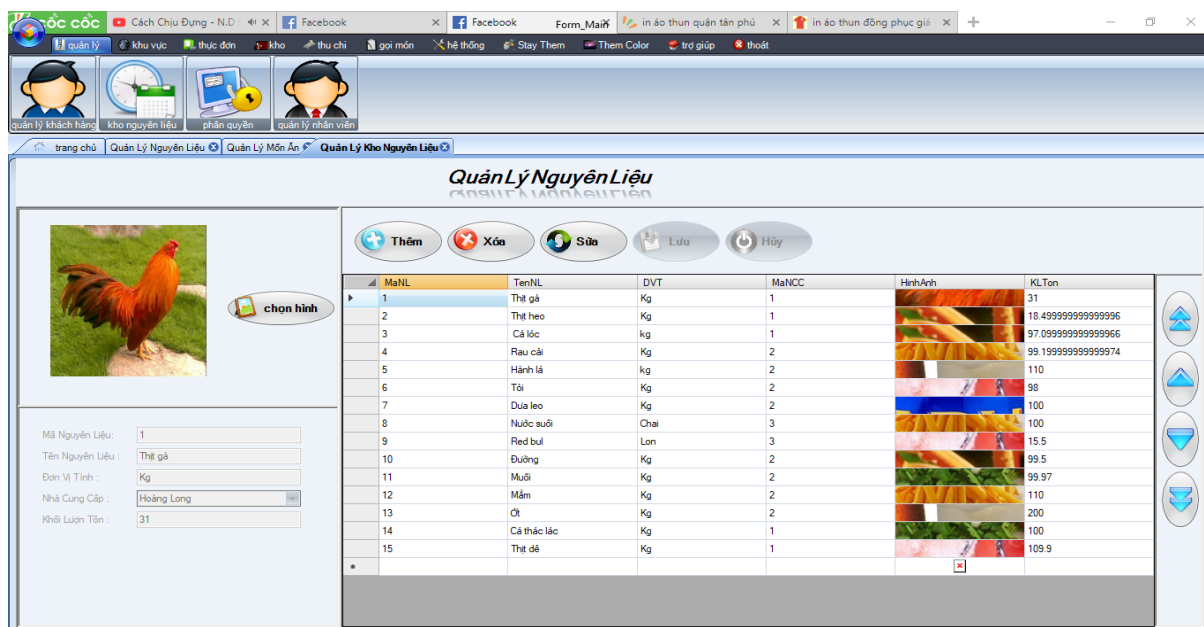 cốc cốc Cách Chịu Đựng - N.D Facebook Facebook Form_Main in áo thun quận tân phú in áo thun đồng phục giá
quản lý khu vực thực đơn kho thu chi gọi món hệ thống Stay Them Them Color trợ giúp thoát
quản lý khách hàng kho nguyên liệu phân quyền quản lý nhân viên
trang chủ Quản Lý Nguyên Liệu Quản Lý Món Ăn Quản Lý Kho Nguyên Liệu
Quản Lý Nguyên Liệu
Thêm Xóa Sửa Lưu Hủy
chọn hình
MaNL TenNL DVT MaNCC HinhAnh KLTon
1 Thịt gà Kg 1 31
2 Thịt heo Kg 1 18.499999999999996
3 Cá lóc kg 1 97.099999999999966
4 Rau cải Kg 2 99.199999999999974
5 Hành lá kg 2 110
6 Tỏi Kg 2 98
7 Dưa leo Kg 2 100
8 Nước suối Chai 3 100
9 Red bul Lon 3 15.5
10 Đường Kg 2 99.5
11 Muối Kg 2 99.97
12 Mắm Kg 2 110
13 Ớt Kg 2 200
14 Cá thác lác Kg 1 100
15 Thịt dê Kg 1 109.9
Mã Nguyên Liệu: 1
Tên Nguyên Liệu : Thịt gà
Đơn Vị Tính : Kg
Nhà Cung Cấp : Hoàng Long
Khối Lượn Tồn : 31